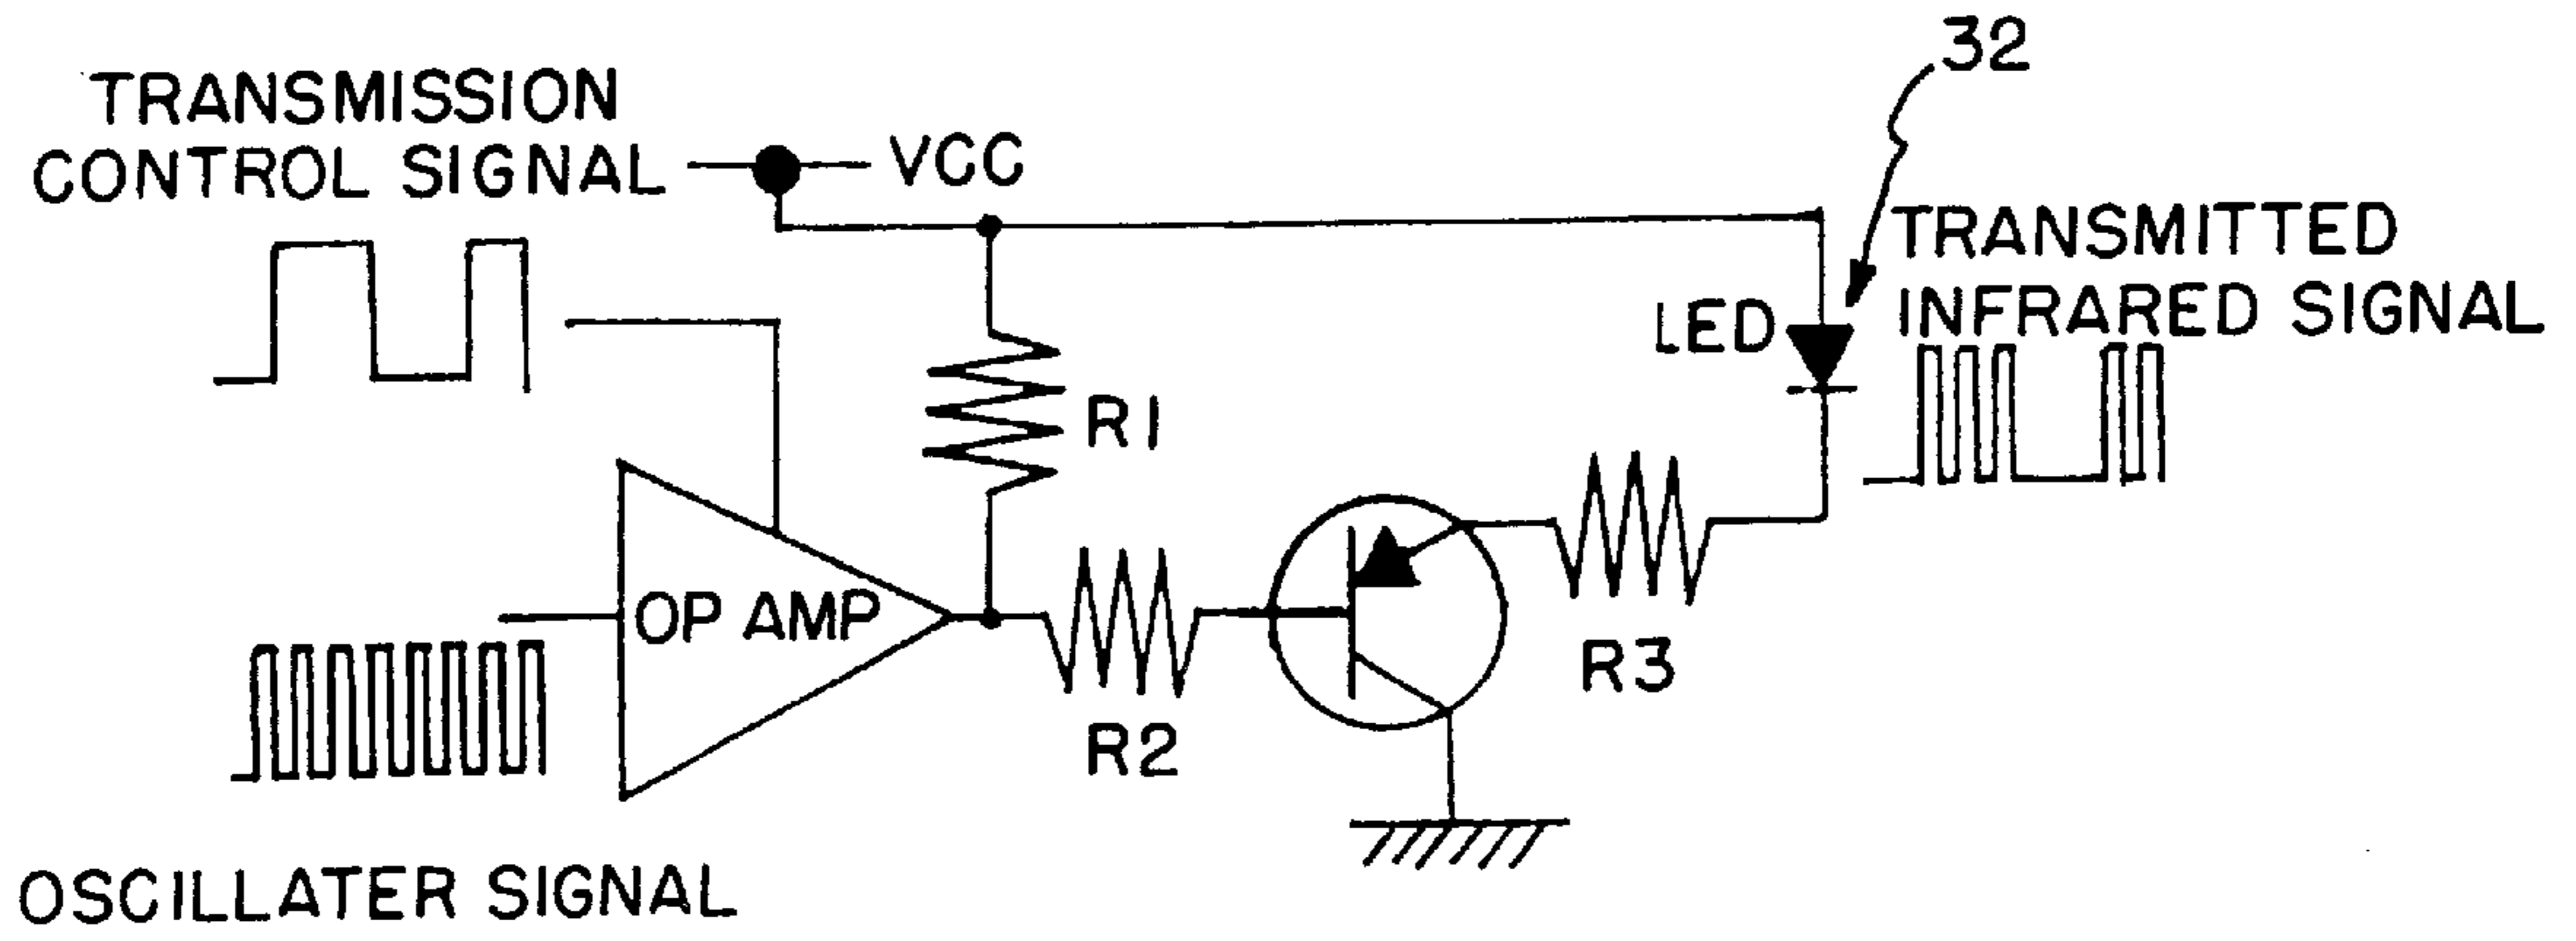 TRANSMISSION
CONTROL SIGNAL
VCC
32
TRANSMITTED
INFRARED SIGNAL
LED
R1
OP AMP
R2
R3
OSCILLATER SIGNAL